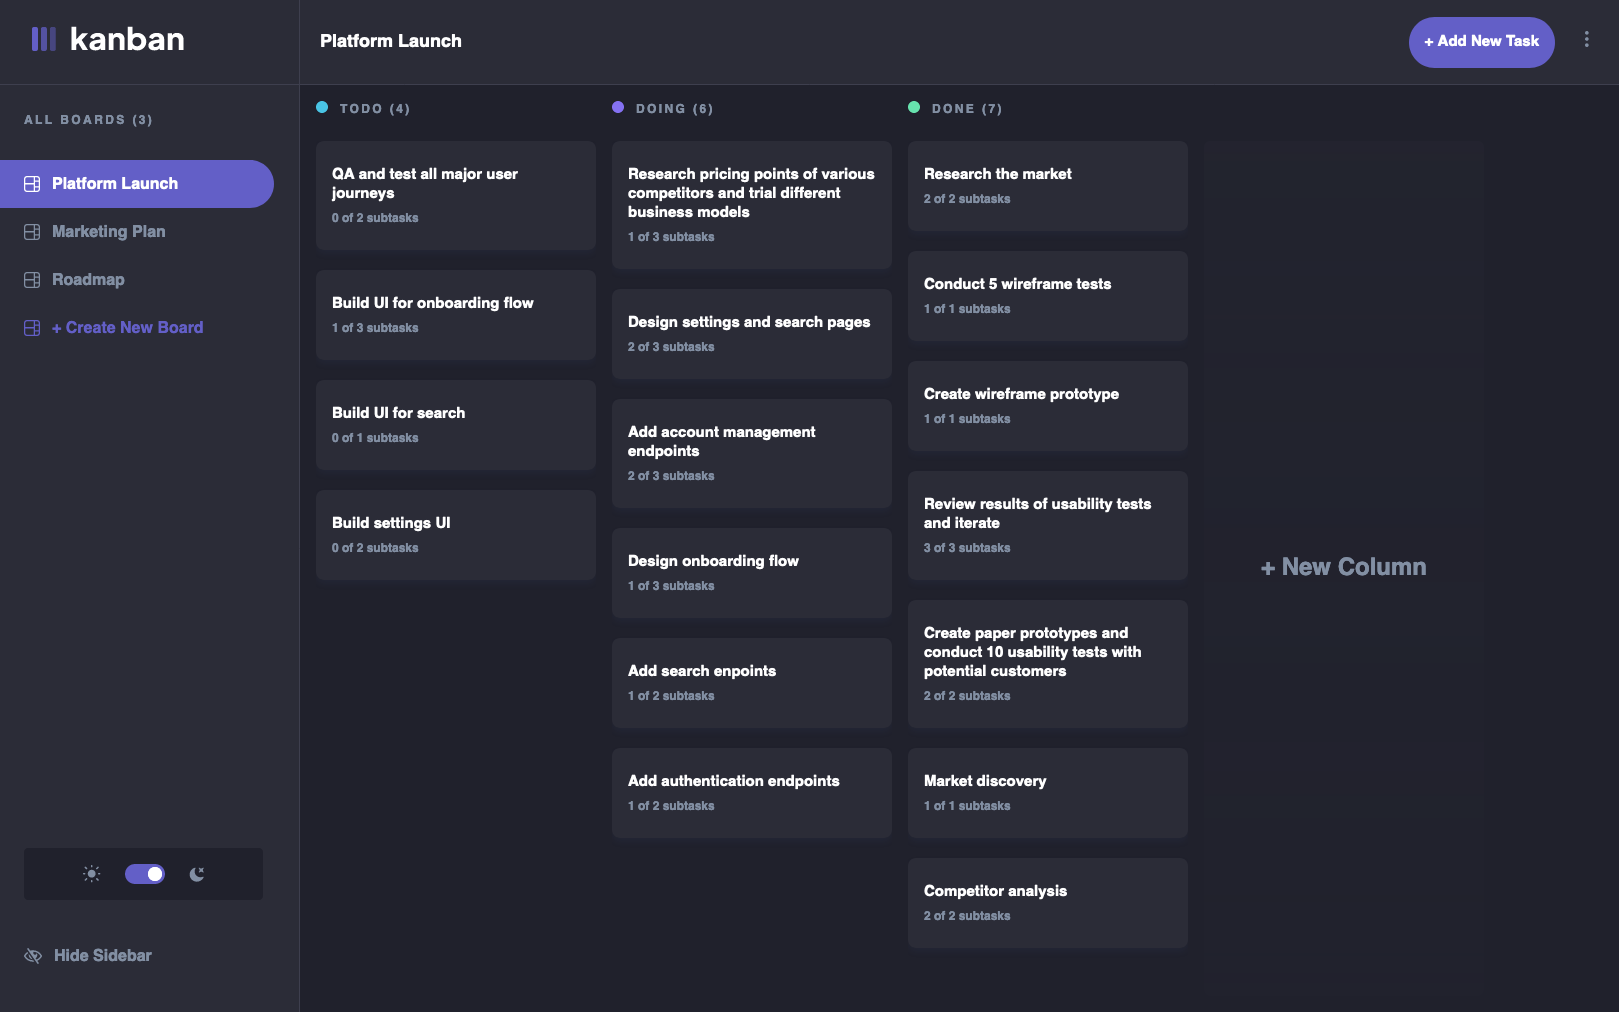 kanban
Platform Launch
+ Add New Task
ALL BOARDS (3)
Platform Launch
Marketing Plan
Roadmap
+ Create New Board
Hide Sidebar
TODO (4)
QA and test all major user
journeys
0 of 2 subtasks
Build UI for onboarding flow
1 of 3 subtasks
Build UI for search
0 of 1 subtasks
Build settings UI
0 of 2 subtasks
DOING (6)
Research pricing points of various
competitors and trial different
business models
1 of 3 subtasks
Design settings and search pages
2 of 3 subtasks
Add account management
endpoints
2 of 3 subtasks
Design onboarding flow
1 of 3 subtasks
Add search enpoints
1 of 2 subtasks
Add authentication endpoints
1 of 2 subtasks
DONE (7)
Research the market
2 of 2 subtasks
Conduct 5 wireframe tests
1 of 1 subtasks
Create wireframe prototype
1 of 1 subtasks
Review results of usability tests
and iterate
3 of 3 subtasks
Create paper prototypes and
conduct 10 usability tests with
potential customers
2 of 2 subtasks
Market discovery
1 of 1 subtasks
Competitor analysis
2 of 2 subtasks
+ New Column